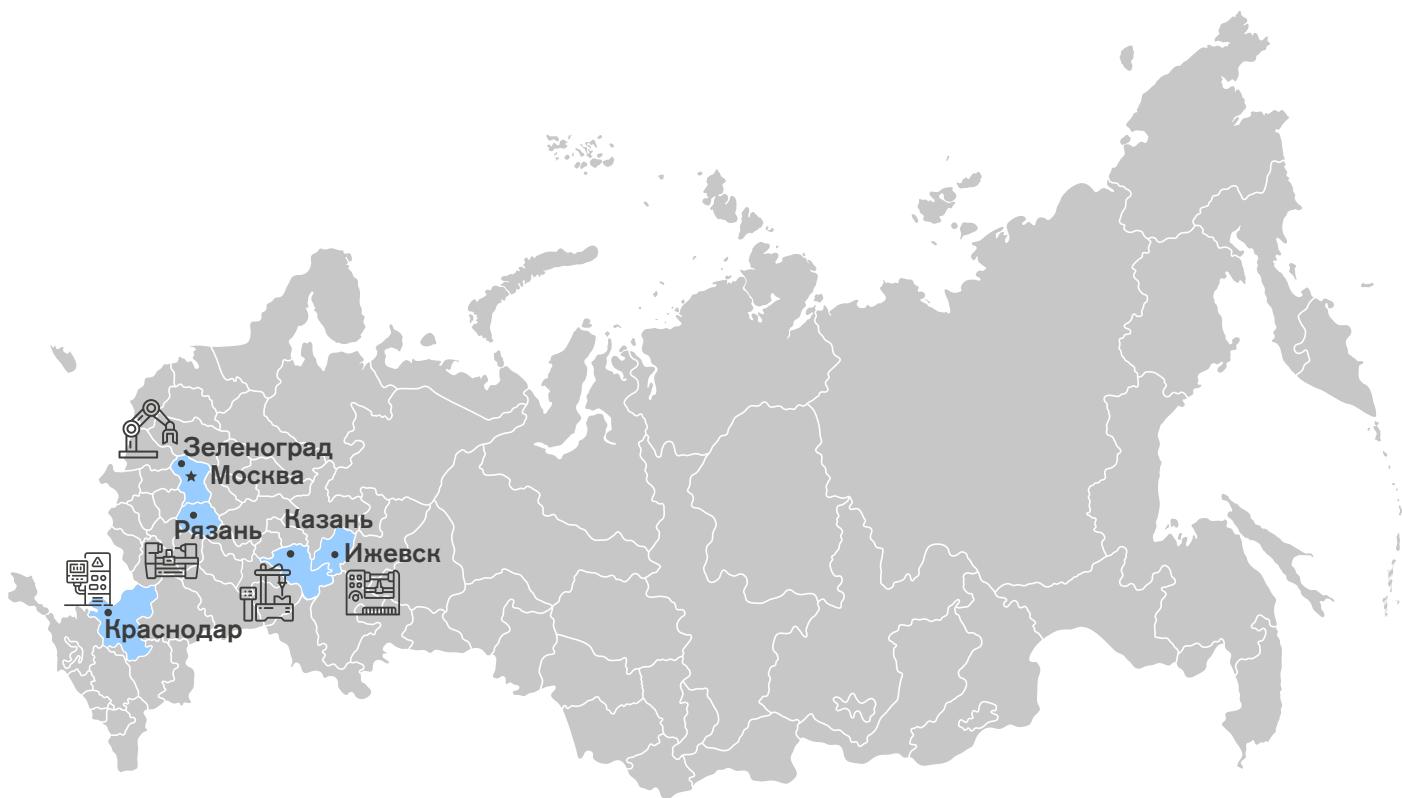 Зеленоград
Москва
Казань
Рязань
Ижевск
Краснодар